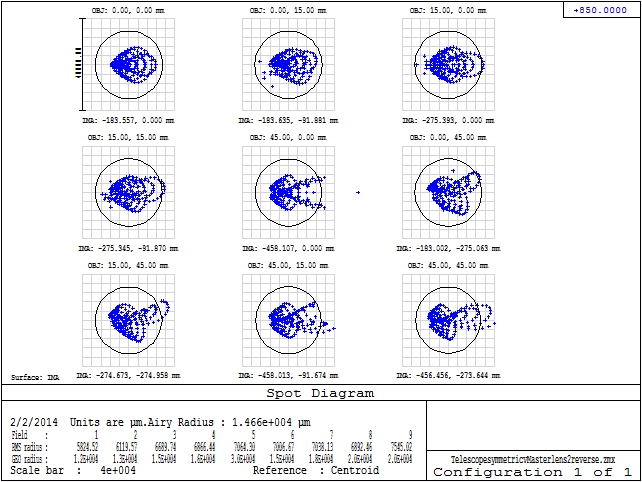 +850.0000
OBJ: 0.00, 0.00 mm
OBJ: 0.00, 15.00 mm
OBJ: 15.00, 0.00 mm
IMA: -183.557, 0.000 mm
IMA: -183.635, -91.881 mm
IMA: -275.393, 0.000 mm
OBJ: 15.00, 15.00 mm
OBJ: 45.00, 0.00 mm
OBJ: 0.00, 45.00 mm
IMA: -275.345, -91.870 mm
IMA: -458.107, 0.000 mm
IMA: -183.002, -275.063 mm
OBJ: 15.00, 45.00 mm
OBJ: 45.00, 15.00 mm
OBJ: 45.00, 45.00 mm
IMA: -274.673, -274.958 mm
IMA: -458.013, -91.674 mm
IMA: -456.456, -273.644 mm
Surface: IMA
Spot Diagram
2/2/2014 Units are µm.Airy Radius : 1.466e+004 µm
Field : 1 2 3 4 5 6 7 8 9
RMS radius : 5824.52 6119.57 6689.74 6866.44 7064.30 7006.67 7038.13 6892.46 7545.02
GEO radius : 1.2e+004 1.3e+004 1.5e+004 1.6e+004 3.0e+004 1.5e+004 1.8e+004 2.0e+004 2.0e+004
Scale bar : 4e+004 Reference : Centroid
TelescopesymmetricvMasterlens2reverse.zmx
Configuration 1 of 1